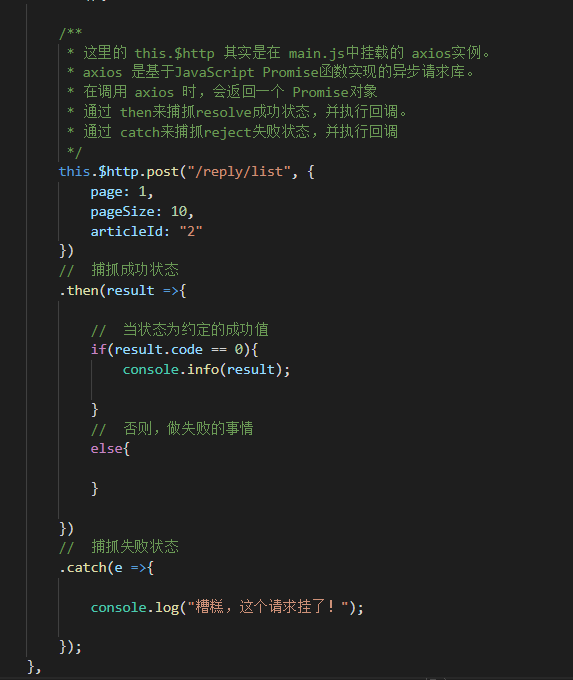 /**
 * 这里的 this.$http 其实是在 main.js中挂载的 axios实例。
 * axios 是基于JavaScript Promise函数实现的异步请求库。
 * 在调用 axios 时，会返回一个 Promise对象
 * 通过 then来捕抓resolve成功状态，并执行回调。
 * 通过 catch来捕抓reject失败状态，并执行回调
 */
this.$http.post("/reply/list", {
    page: 1,
    pageSize: 10,
    articleId: "2"
})
//  捕抓成功状态
.then(result =>{
    //  当状态为约定的成功值
    if(result.code == 0){
        console.info(result);
    }
    //  否则，做失败的事情
    else{
    }
})
//  捕抓失败状态
.catch(e =>{
    console.log("糟糕，这个请求挂了！");
});
},